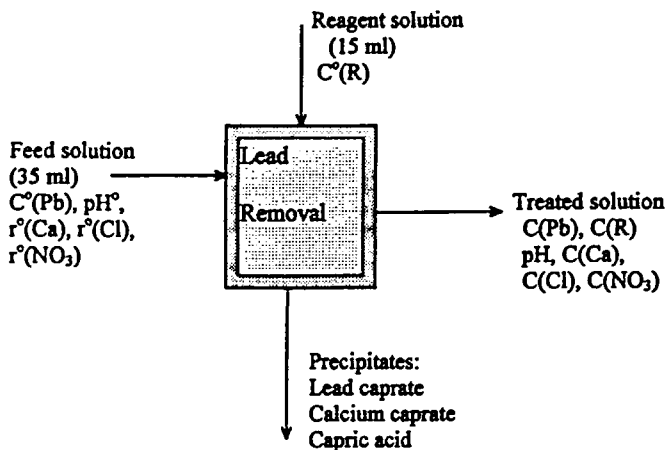 Reagent solution
(15 ml)
C°(R)
Feed solution
(35 ml)
C°(Pb), pH°,
r°(Ca), r°(Cl),
r°(NO₃)
Lead
Removal
Treated solution
C(Pb), C(R)
pH, C(Ca),
C(Cl), C(NO₃)
Precipitates:
Lead caprate
Calcium caprate
Capric acid